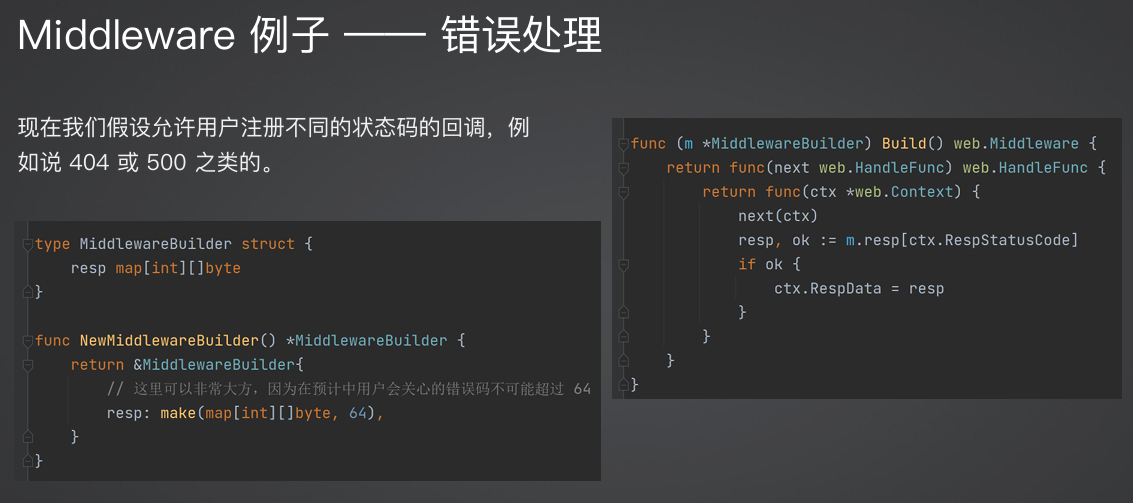 Middleware 例子 —— 错误处理
现在我们假设允许用户注册不同的状态码的回调，例
如说 404 或 500 之类的。
type MiddlewareBuilder struct {
    resp map[int][]byte
}
func NewMiddlewareBuilder() *MiddlewareBuilder {
    return &MiddlewareBuilder{
        // 这里可以非常大方，因为在预计中用户会关心的错误码不可能超过 64
        resp: make(map[int][]byte, 64),
    }
}
func (m *MiddlewareBuilder) Build() web.Middleware {
    return func(next web.HandleFunc) web.HandleFunc {
        return func(ctx *web.Context) {
            next(ctx)
            resp, ok := m.resp[ctx.RespStatusCode]
            if ok {
                ctx.RespData = resp
            }
        }
    }
}